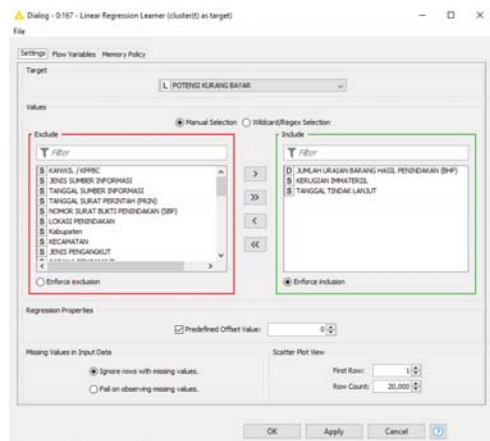 Dialog - 0:167 - Linear Regression Learner (cluster(t) as target)
File
Settings Flow Variables Memory Policy
Target
L POTENSI KURANG BAYAR
Values
Manual Selection Wildcard/Regex Selection
Exclude
Filter
S KANWIL / KPPBC
S JENIS SUMBER INFORMASI
S TANGGAL SUMBER INFORMASI
S TANGGAL SURAT PERINTAH (PRIN)
S NOMOR SURAT BUKTI PENINDAKAN (SBP)
S LOKASI PENINDAKAN
S Kabupaten
S KECAMATAN
S JENIS PENGANGKUT
Enforce exclusion
>
>>
<
<<
Include
Filter
D JUMLAH URAIAN BARANG HASIL PENINDAKAN (BHP)
S KERUGIAN IMMATERIIL
S TANGGAL TINDAK LANJUT
Enforce inclusion
Regression Properties
Predefined Offset Value: 0
Missing Values in Input Data
Ignore rows with missing values.
Fail on observing missing values.
Scatter Plot View
First Row: 1
Row Count: 20,000
OK Apply Cancel ?